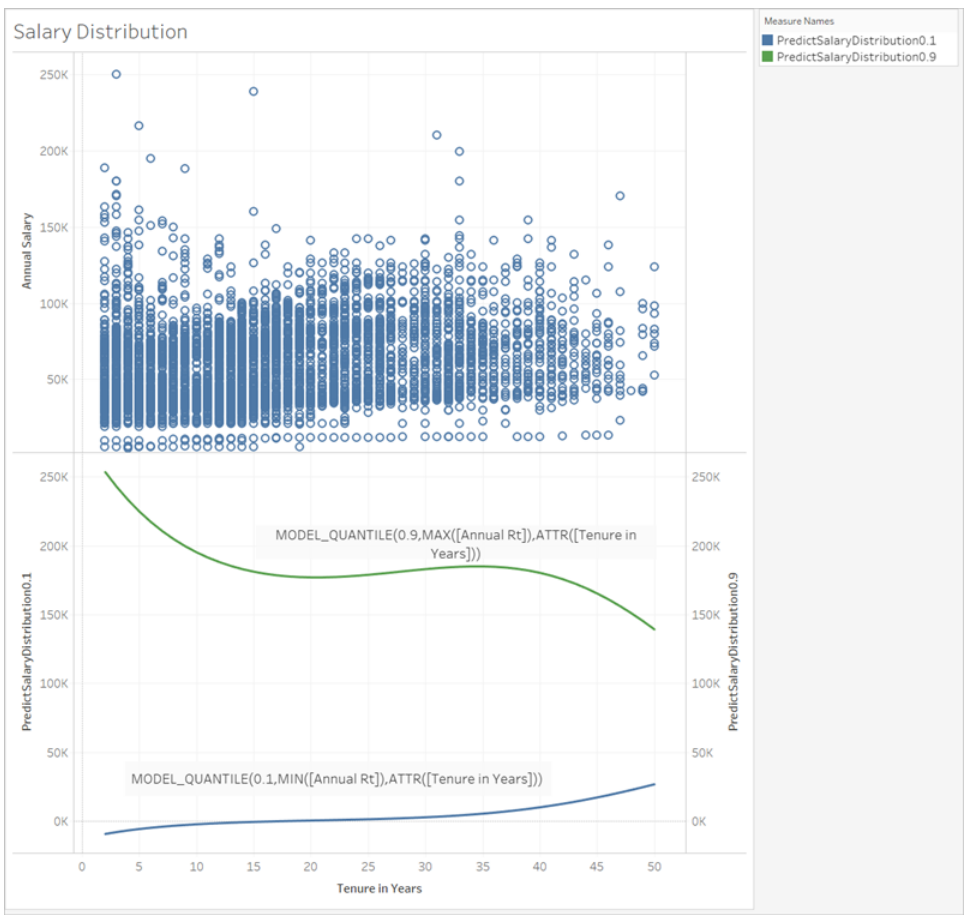 Salary Distribution
Measure Names
PredictSalaryDistribution0.1
PredictSalaryDistribution0.9
250K
200K
150K
100K
50K
Annual Salary
250K
200K
150K
100K
50K
0K
PredictSalaryDistribution0.1
MODEL_QUANTILE(0.9,MAX([Annual Rt]),ATTR([Tenure in
Years]))
MODEL_QUANTILE(0.1,MIN([Annual Rt]),ATTR([Tenure in Years]))
250K
200K
150K
100K
50K
0K
PredictSalaryDistribution0.9
0 5 10 15 20 25 30 35 40 45 50
Tenure in Years